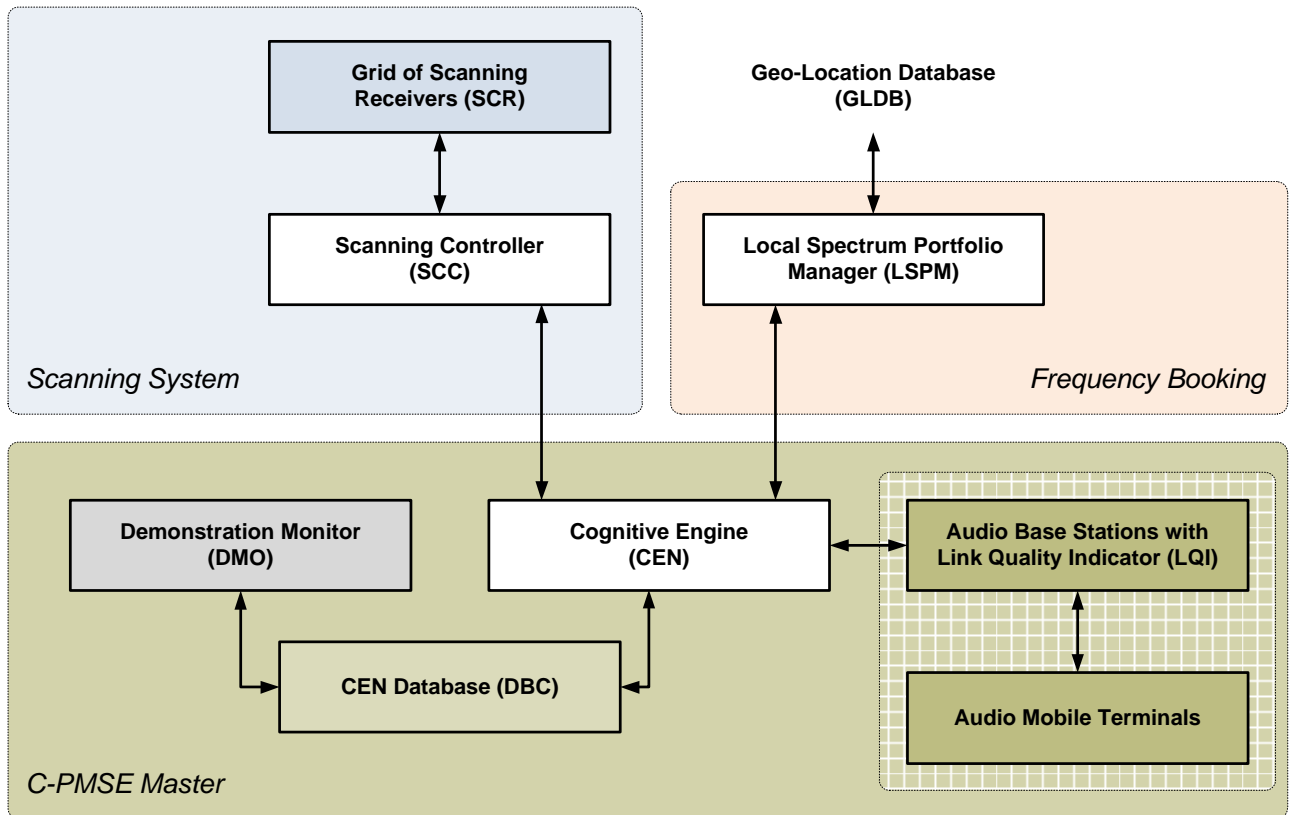 Grid of Scanning
Receivers (SCR)
Geo-Location Database
(GLDB)
Scanning Controller
(SCC)
Local Spectrum Portfolio
Manager (LSPM)
Scanning System
Frequency Booking
Demonstration Monitor
(DMO)
Cognitive Engine
(CEN)
Audio Base Stations with
Link Quality Indicator (LQI)
CEN Database (DBC)
Audio Mobile Terminals
C-PMSE Master